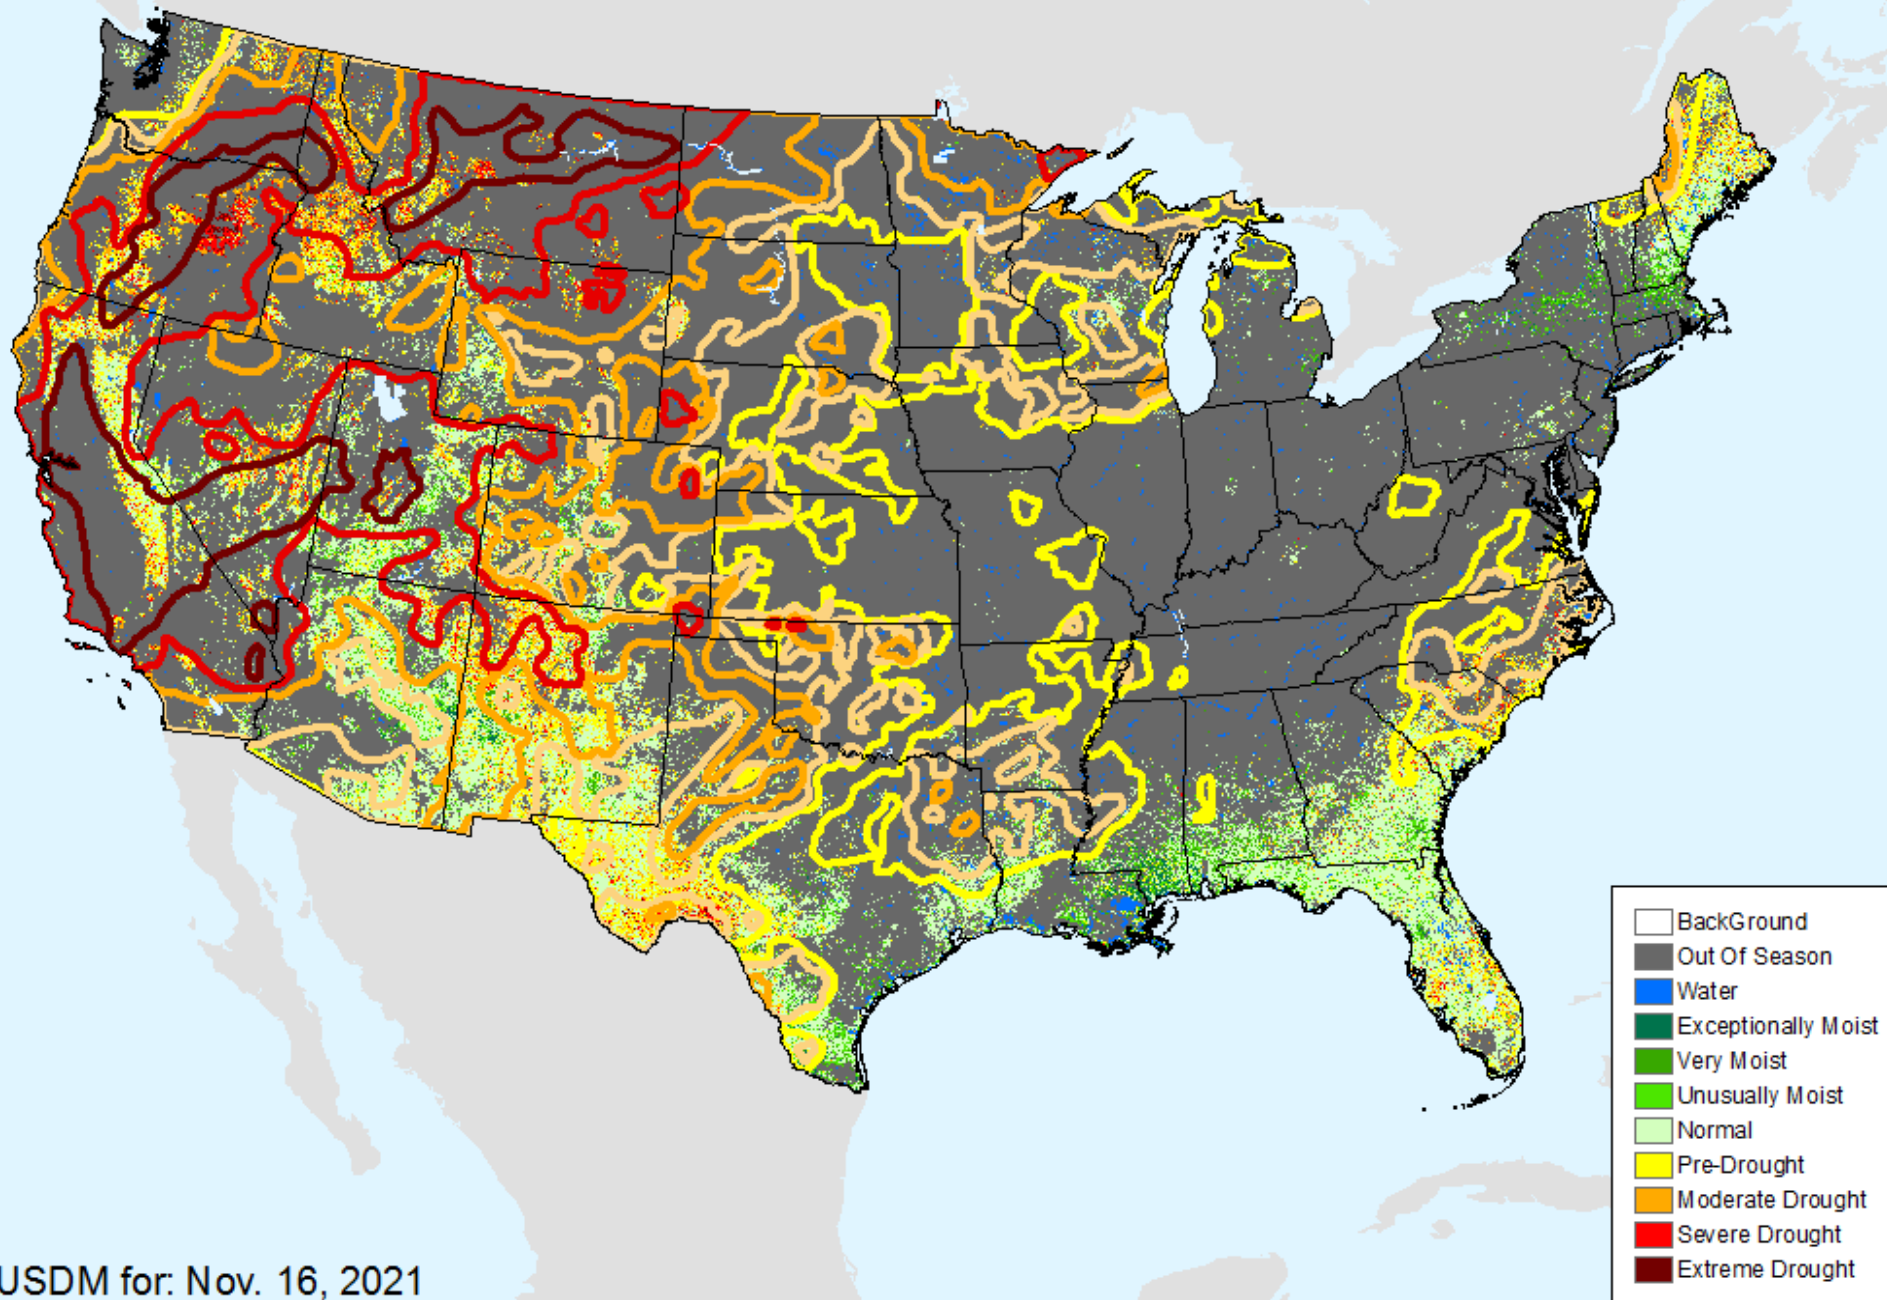 BackGround
Out Of Season
Water
Exceptionally Moist
Very Moist
Unusually Moist
Normal
Pre-Drought
Moderate Drought
Severe Drought
Extreme Drought
USDM for: Nov. 16, 2021